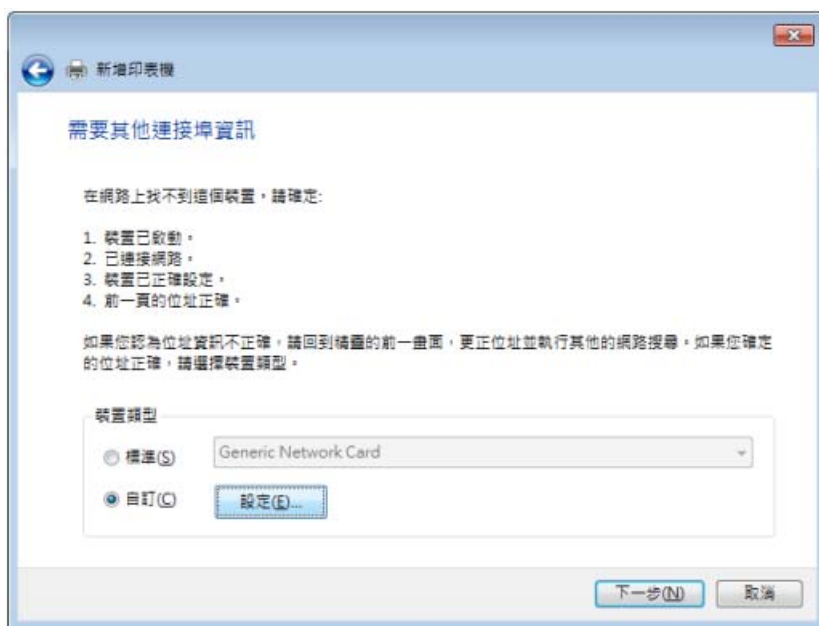 新增印表機
需要其他連接埠資訊
在網路上找不到這個裝置，請確定:
1. 裝置已啟動。
2. 已連接網路。
3. 裝置已正確設定。
4. 前一頁的位址正確。
如果您認為位址資訊不正確，請回到精靈的前一畫面，更正位址並執行其他的網路搜尋。如果您確定
的位址正確，請選擇裝置類型。
裝置類型
標準(S)
Generic Network Card
自訂(C)
設定(E)...
下一步(N)
取消